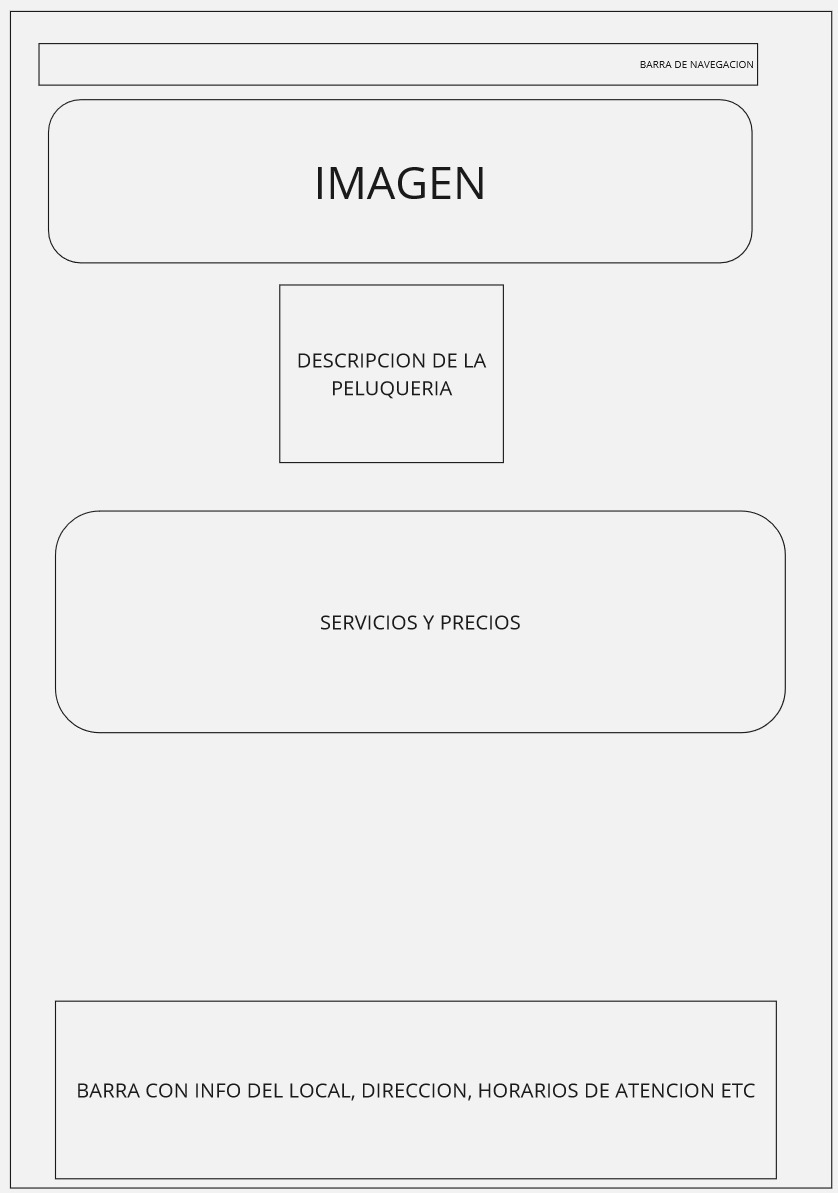 BARRA DE NAVEGACION
IMAGEN
DESCRIPCION DE LA
PELUQUERIA
SERVICIOS Y PRECIOS
BARRA CON INFO DEL LOCAL, DIRECCION, HORARIOS DE ATENCION ETC